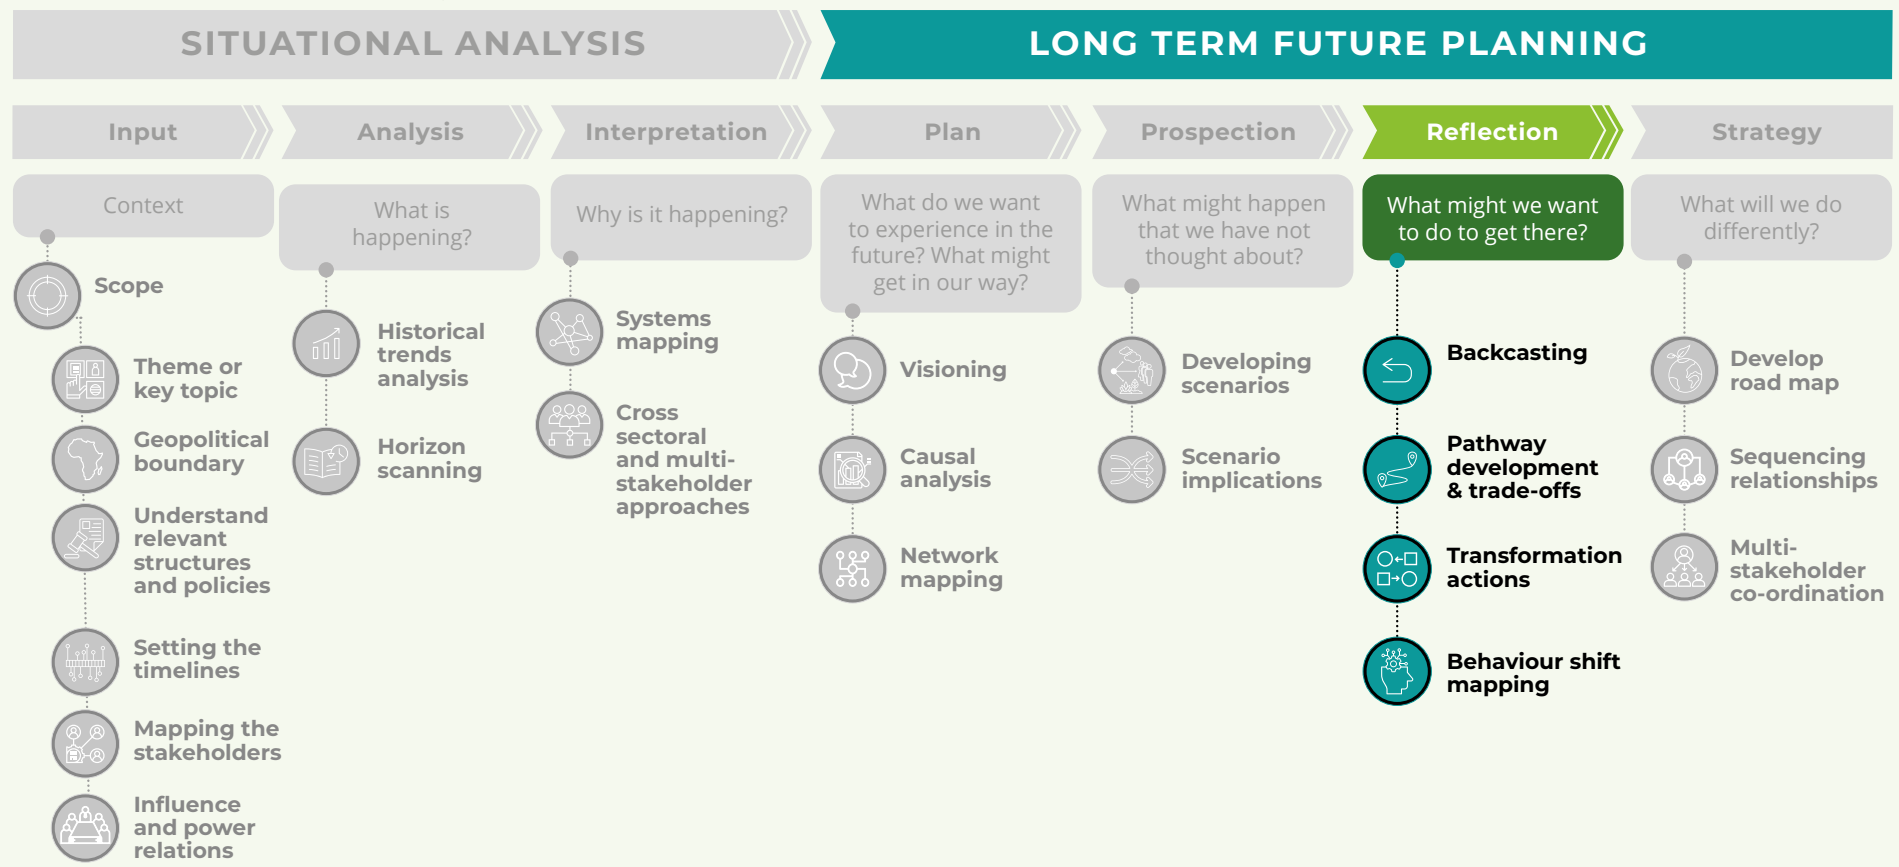 SITUATIONAL ANALYSIS
LONG TERM FUTURE PLANNING
Input
Analysis
Interpretation
Plan
Prospection
Reflection
Strategy
Context
Scope
Theme or
key topic
Geopolitical
boundary
Understand
relevant
structures
and policies
Setting the
timelines
Mapping the
stakeholders
Influence
and power
relations
What is
happening?
Historical
trends
analysis
Horizon
scanning
Why is it happening?
Systems
mapping
Cross
sectoral
and multi-
stakeholder
approaches
What do we want
to experience in the
future? What might
get in our way?
Visioning
Causal
analysis
Network
mapping
What might happen
that we have not
thought about?
Developing
scenarios
Scenario
implications
What might we want
to do to get there?
Backcasting
Pathway
development
& trade-offs
Transformation
actions
Behaviour shift
mapping
What will we do
differently?
Develop
road map
Sequencing
relationships
Multi-
stakeholder
co-ordination